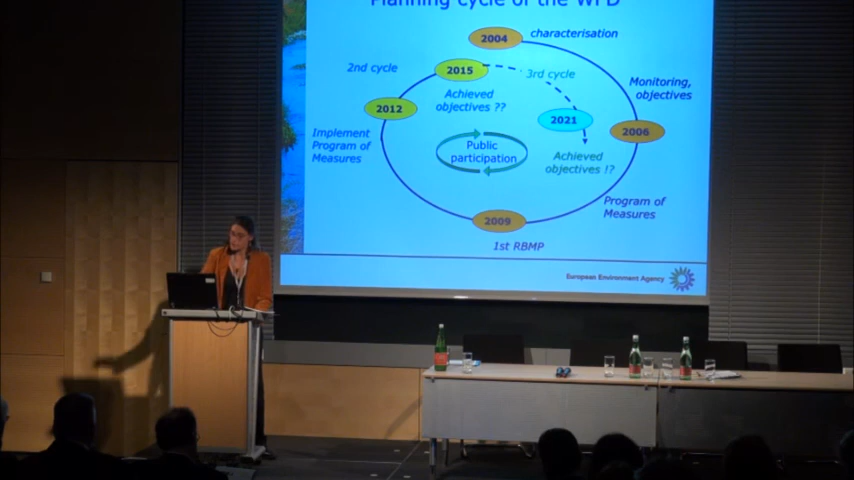 Planning cycle of the WFD
2004
characterisation
2nd cycle
2015
3rd cycle
Monitoring,
objectives
Achieved
objectives ??
2012
2021
2006
Implement
Program of
Measures
Public
participation
Achieved
objectives !?
Program of
Measures
2009
1st RBMP
European Environment Agency